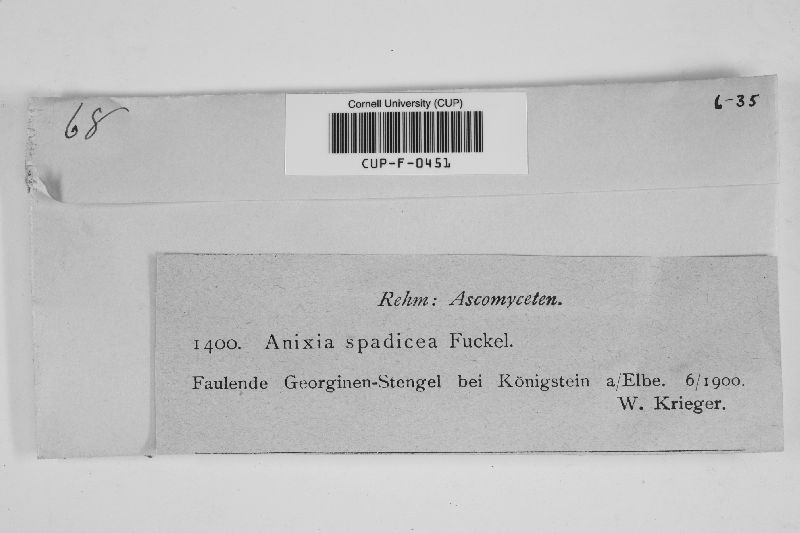 68
Cornell University (CUP)
CUP-F-0451
6-35
Rehm: Ascomyceten.
1400. Anixia spadicea Fuckel.
Faulende Georginen-Stengel bei Königstein a/Elbe. 6/1900.
W. Krieger.